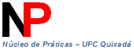 NP
Núcleo de Práticas – UFC Quixadá